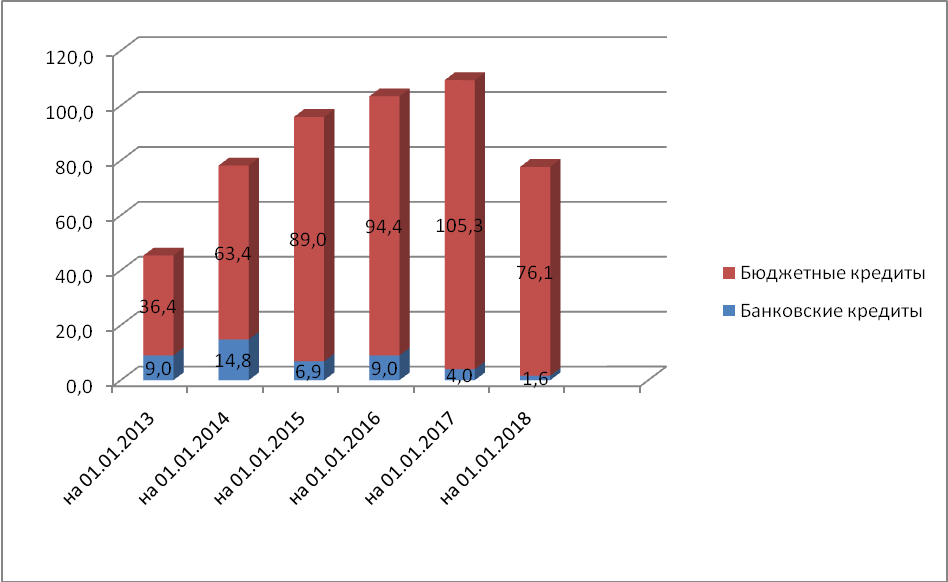 120,0
100,0
80,0
60,0
40,0
20,0
0,0
36,4
63,4
89,0
94,4
105,3
76,1
9,0
14,8
6,9
9,0
4,0
1,6
на 01.01.2013
на 01.01.2014
на 01.01.2015
на 01.01.2016
на 01.01.2017
на 01.01.2018
Бюджетные кредиты
Банковские кредиты